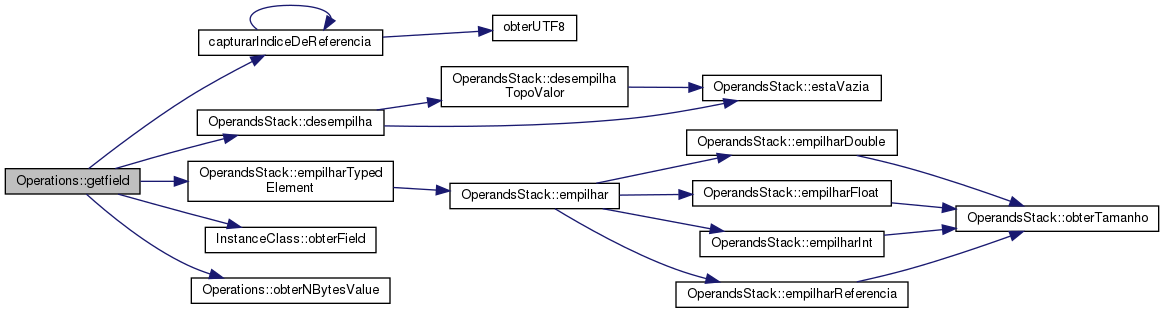 Operations::getfield
capturarIndiceDeReferencia
obterUTF8
OperandsStack::desempilha
OperandsStack::desempilha
TopoValor
OperandsStack::estaVazia
OperandsStack::empilharTyped
Element
OperandsStack::empilhar
OperandsStack::empilharDouble
OperandsStack::empilharFloat
OperandsStack::empilharInt
OperandsStack::empilharReferencia
OperandsStack::obterTamanho
InstanceClass::obterField
Operations::obterNBytesValue